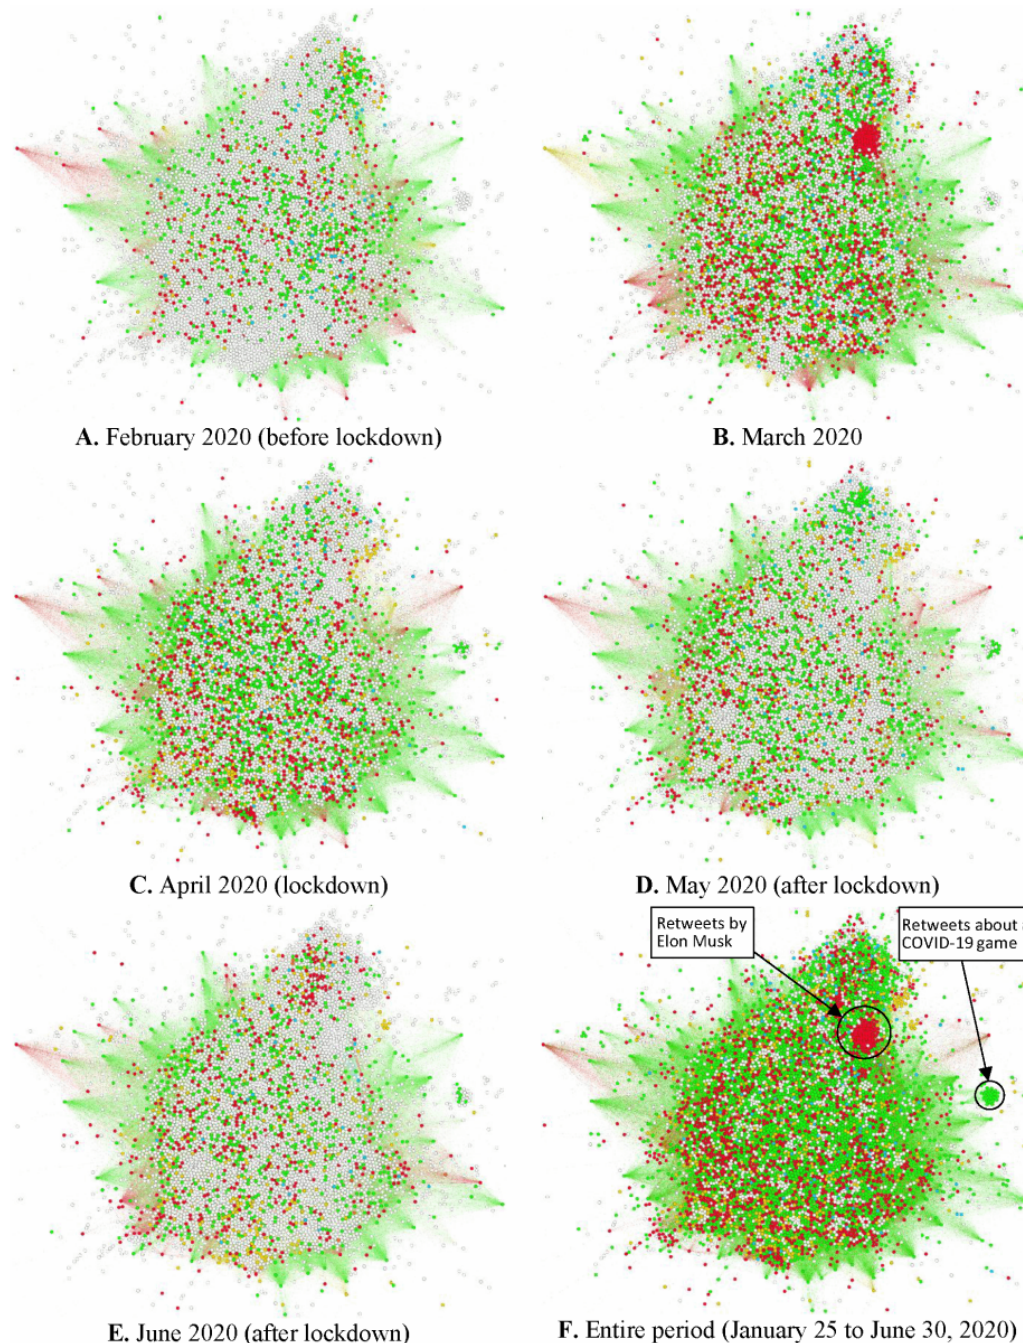 A. February 2020 (before lockdown)
B. March 2020
C. April 2020 (lockdown)
D. May 2020 (after lockdown)
Retweets by
Elon Musk
Retweets about
COVID-19 game
E. June 2020 (after lockdown)
F. Entire period (January 25 to June 30, 2020)